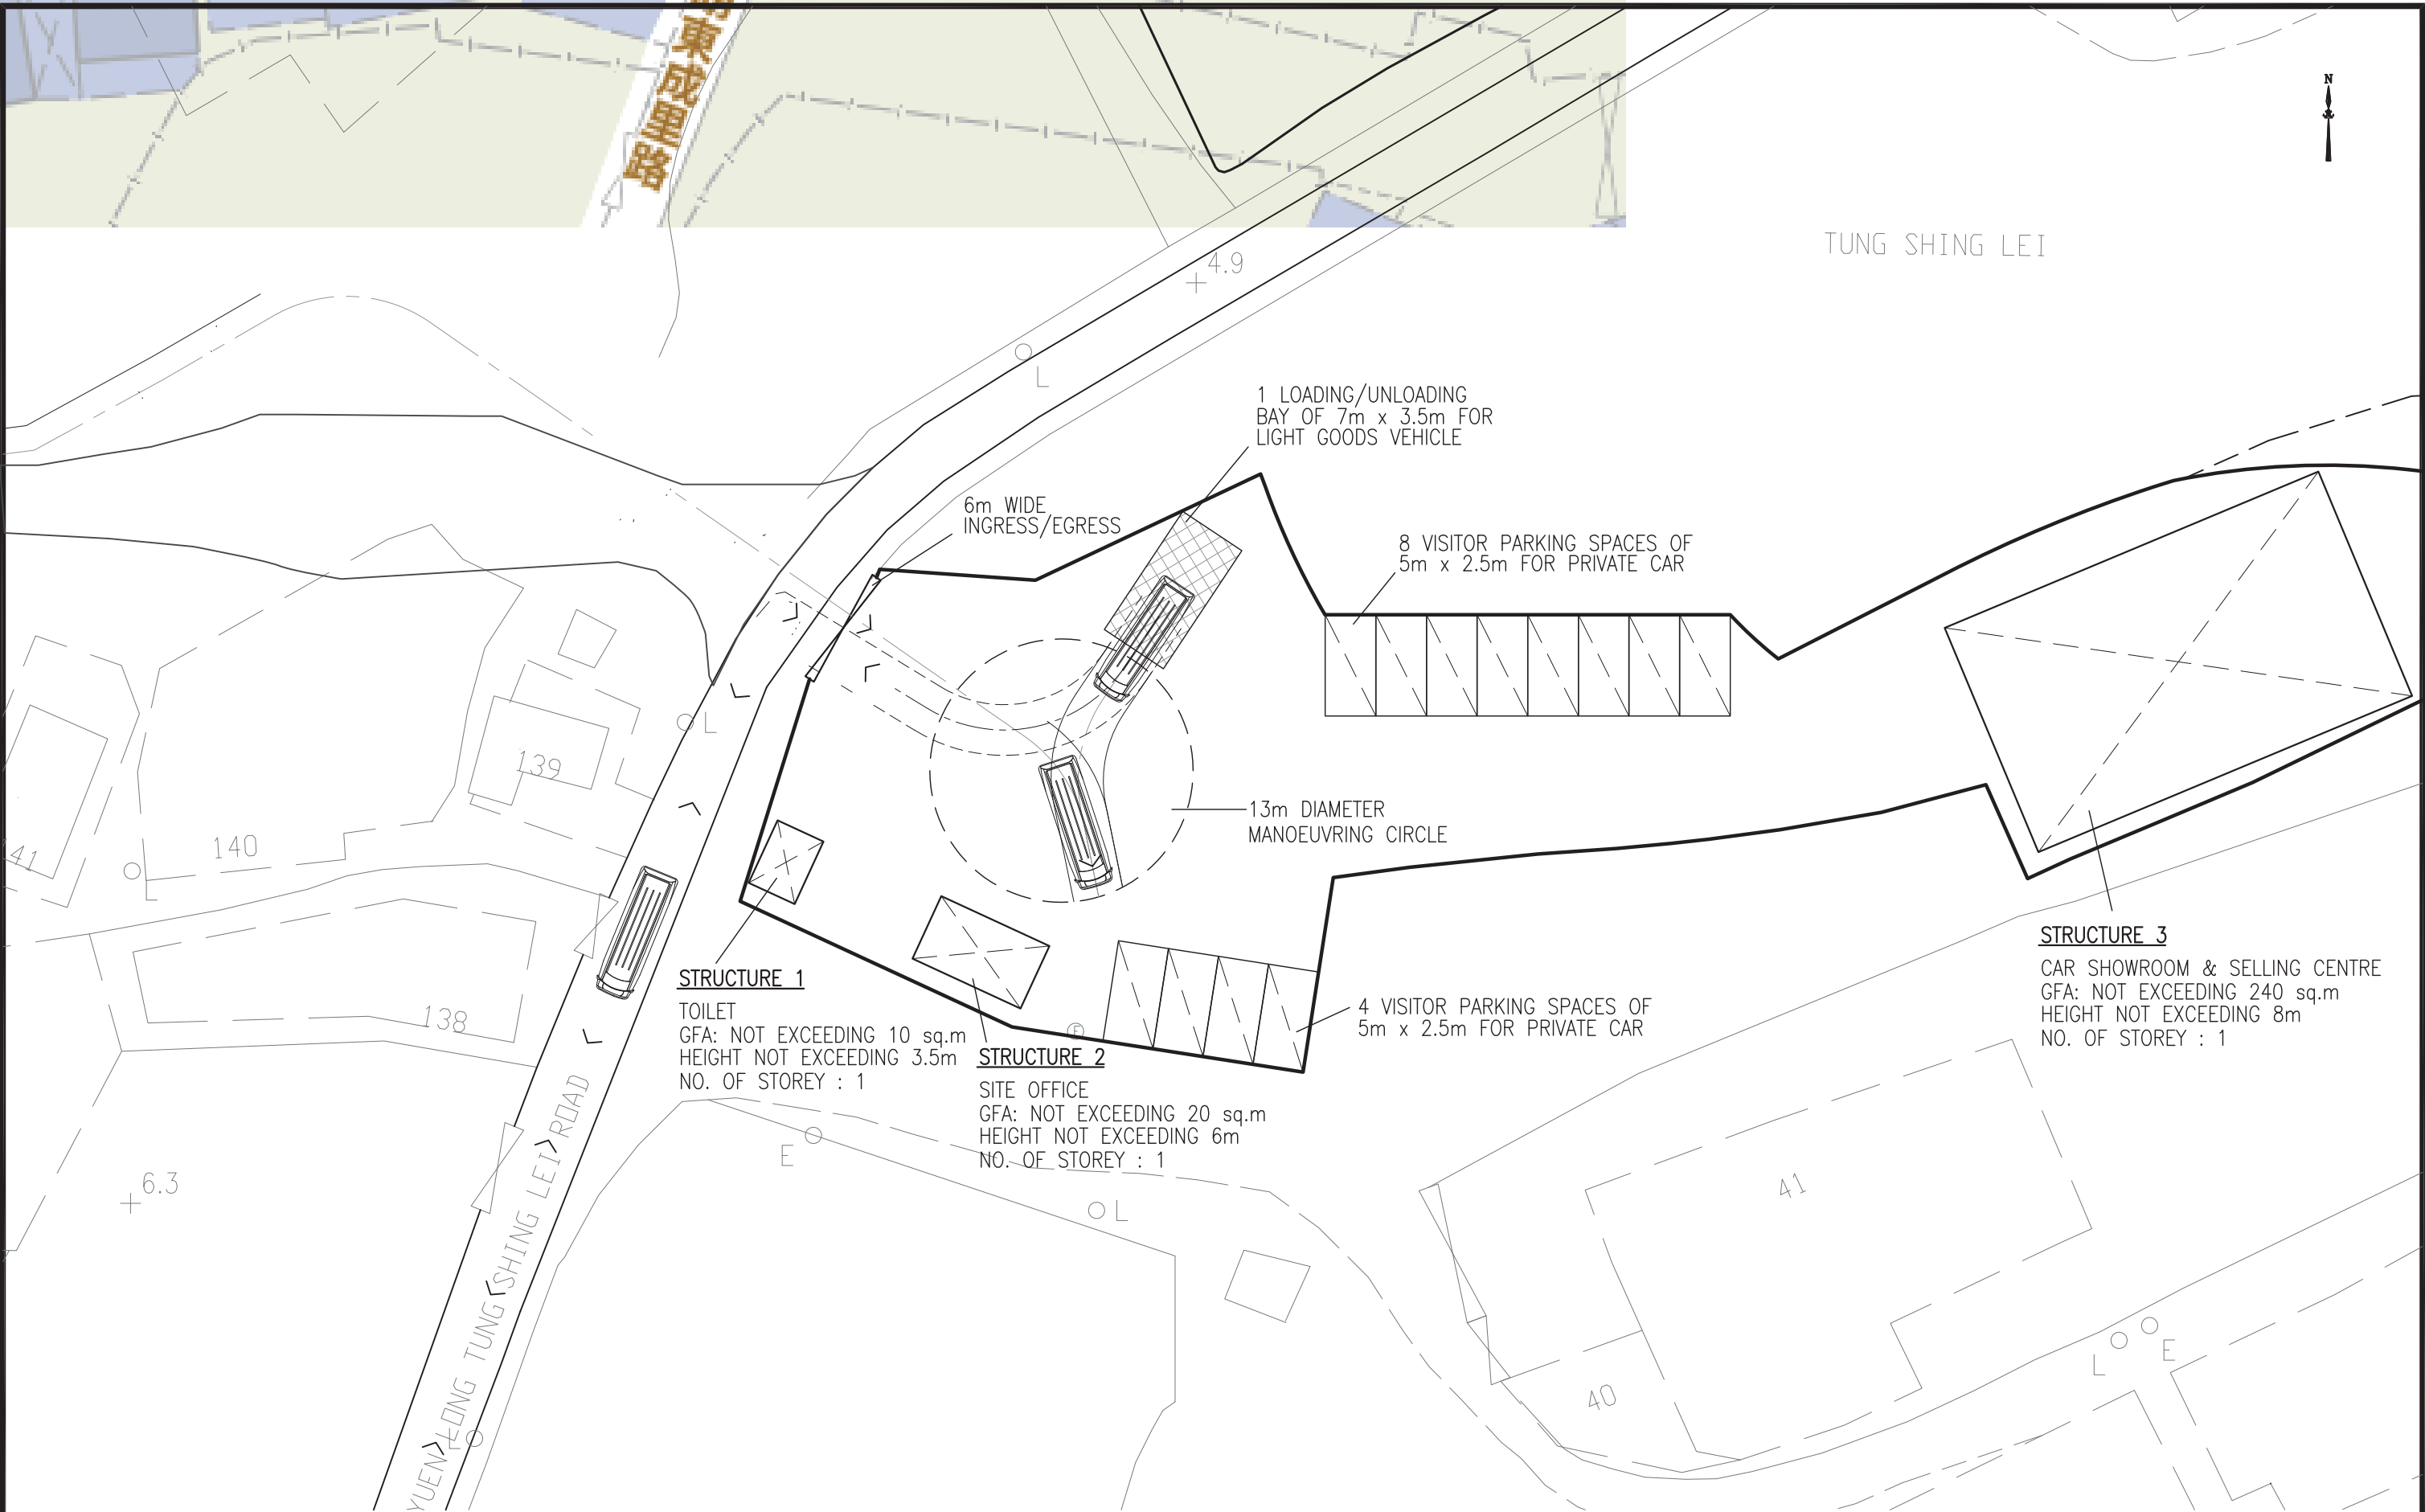 東成里路
N
TUNG SHING LEI
4.9
L
1 LOADING/UNLOADING
BAY OF 7m x 3.5m FOR
LIGHT GOODS VEHICLE
6m WIDE
INGRESS/EGRESS
8 VISITOR PARKING SPACES OF
5m x 2.5m FOR PRIVATE CAR
L
139
13m DIAMETER
MANOEUVRING CIRCLE
140
41
L
STRUCTURE 3
CAR SHOWROOM & SELLING CENTRE
GFA: NOT EXCEEDING 240 sq.m
HEIGHT NOT EXCEEDING 8m
NO. OF STOREY : 1
STRUCTURE 1
TOILET
GFA: NOT EXCEEDING 10 sq.m
HEIGHT NOT EXCEEDING 3.5m
NO. OF STOREY : 1
138
4 VISITOR PARKING SPACES OF
5m x 2.5m FOR PRIVATE CAR
E
STRUCTURE 2
SITE OFFICE
GFA: NOT EXCEEDING 20 sq.m
HEIGHT NOT EXCEEDING 6m
NO. OF STOREY : 1
E
6.3
L
41
YUEN LONG TUNG SHING LEI ROAD
L
E
L
40